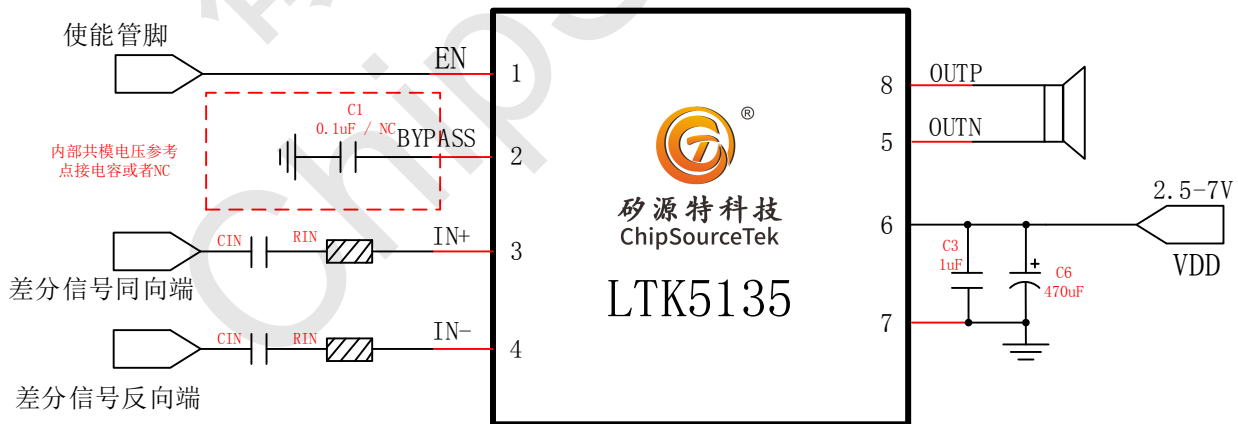 使能管脚
EN
1
C1
0.1uF / NC
BYPASS
2
内部共模电压参考
点接电容或者NC
CIN
RIN
IN+
3
差分信号同向端
CIN
RIN
IN-
4
差分信号反向端
®
矽源特科技
ChipSourceTek
LTK5135
8
OUTP
OUTN
5
6
2.5-7V
VDD
C3
1uF
C6
470uF
+
7